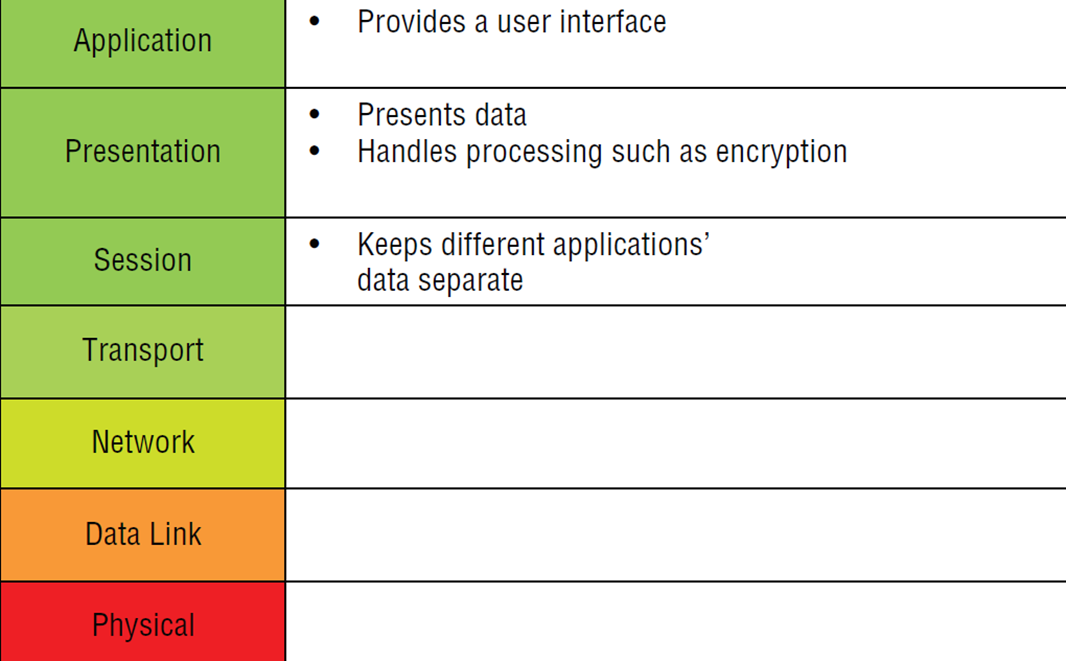 Application
• Provides a user interface
Presentation
• Presents data
• Handles processing such as encryption
Session
• Keeps different applications’
data separate
Transport
Network
Data Link
Physical